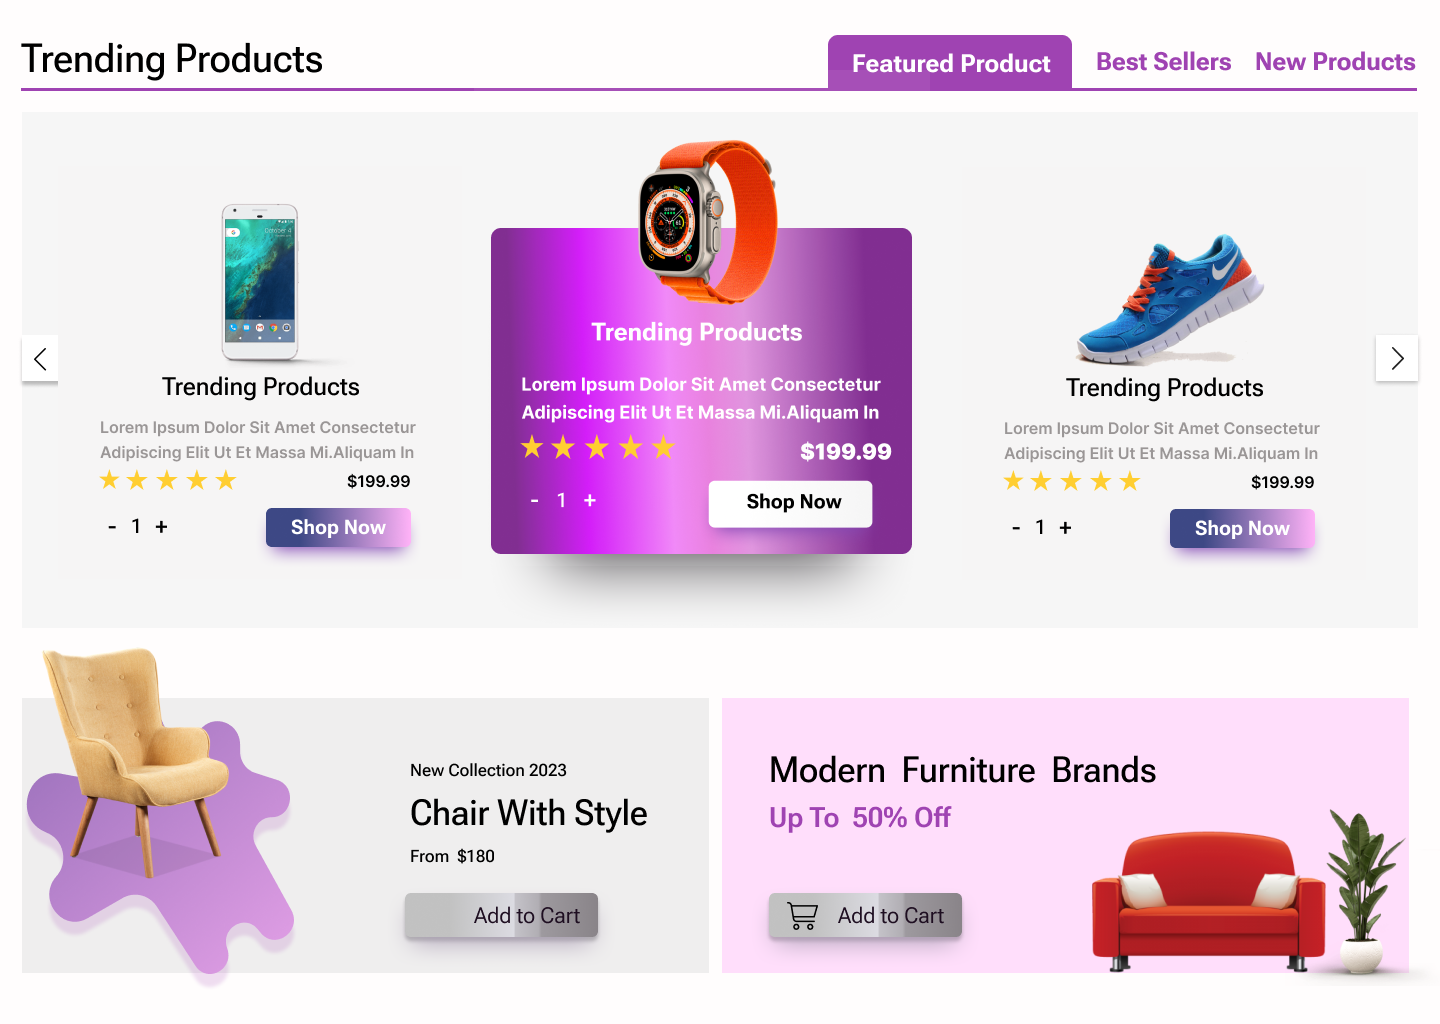 Trending Products
Featured Product
Best Sellers
New Products
October 4
G
Trending Products
Lorem Ipsum Dolor Sit Amet Consectetur
Adipiscing Elit Ut Et Massa Mi.Aliquam In
$199.99
- 1 +
Shop Now
Trending Products
Lorem Ipsum Dolor Sit Amet Consectetur
Adipiscing Elit Ut Et Massa Mi.Aliquam In
$199.99
- 1 +
Shop Now
Trending Products
Lorem Ipsum Dolor Sit Amet Consectetur
Adipiscing Elit Ut Et Massa Mi.Aliquam In
$199.99
- 1 +
Shop Now
New Collection 2023
Chair With Style
From $180
Add to Cart
Modern Furniture Brands
Up To 50% Off
Add to Cart